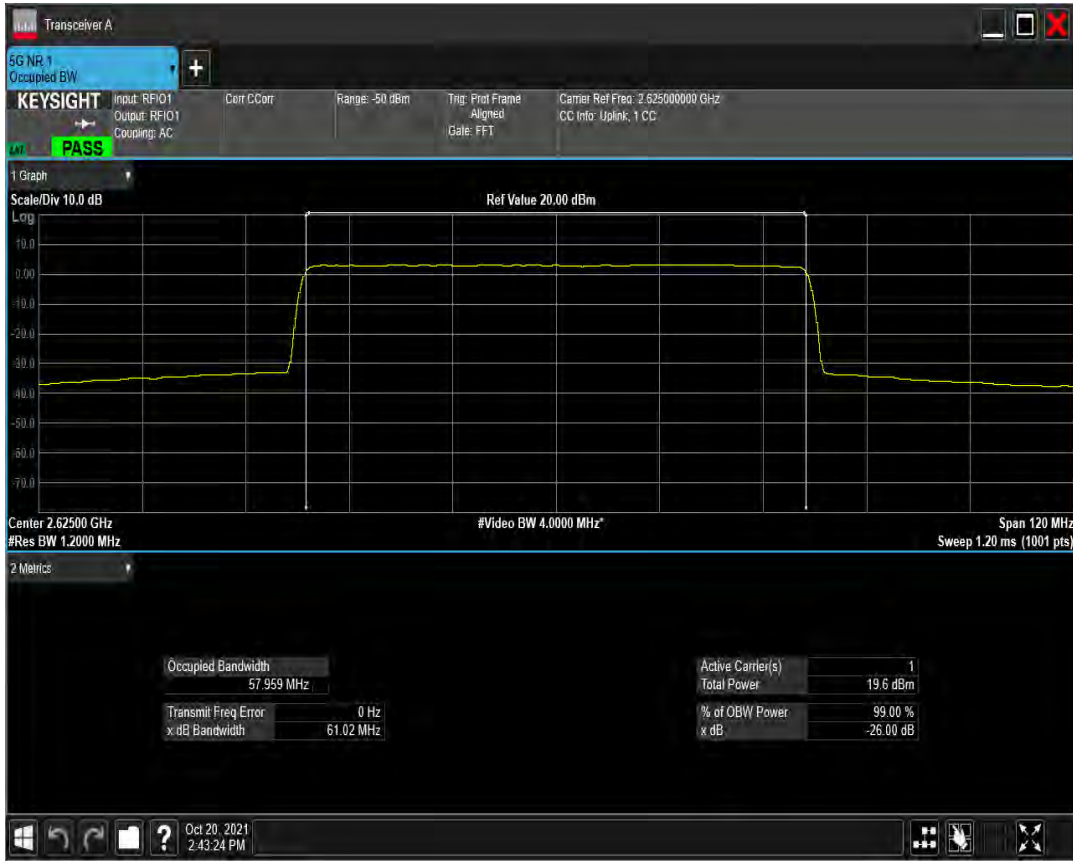 Transceiver A
5G NR 1
Occupied BW
+
KEYSIGHT
Input: RFIO1
Output: RFIO1
Coupling: AC
Corr CCorr
Range: -50 dBm
Trig: Prot Frame
Aligned
Gate: FFT
Carrier Ref Freq: 2.625000000 GHz
CC Info: Uplink, 1 CC
PASS
1 Graph
Scale/Div 10.0 dB
Ref Value 20.00 dBm
Log
10.0
0.00
-10.0
-20.0
-30.0
-40.0
-50.0
-60.0
-70.0
Center 2.62500 GHz
#Video BW 4.0000 MHz*
Span 120 MHz
#Res BW 1.2000 MHz
Sweep 1.20 ms (1001 pts)
2 Metrics
Occupied Bandwidth
57.959 MHz
Transmit Freq Error 0 Hz
x dB Bandwidth 61.02 MHz
Active Carrier(s) 1
Total Power 19.6 dBm
% of OBW Power 99.00 %
x dB -26.00 dB
?
Oct 20, 2021
2:43:24 PM